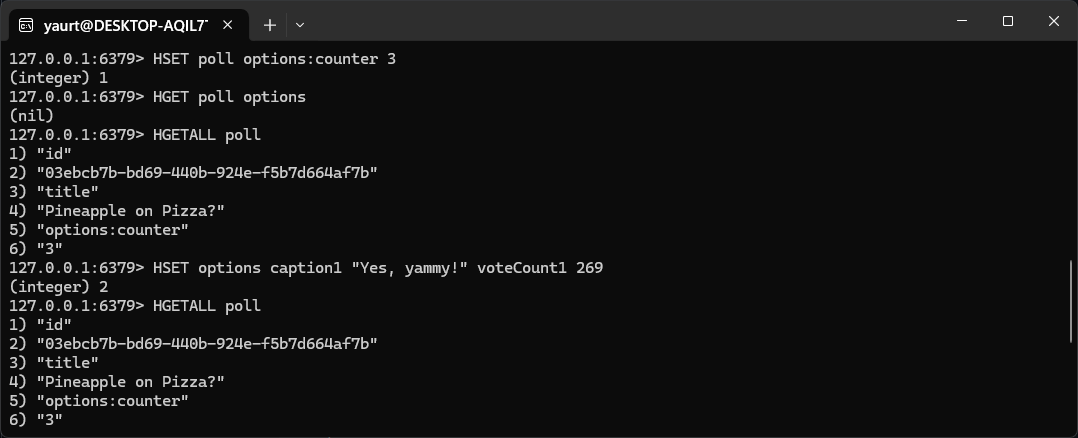 yaurt@DESKTOP-AQIL7
127.0.0.1:6379> HSET poll options:counter 3
(integer) 1
127.0.0.1:6379> HGET poll options
(nil)
127.0.0.1:6379> HGETALL poll
1) "id"
2) "03ebcb7b-bd69-440b-924e-f5b7d664af7b"
3) "title"
4) "Pineapple on Pizza?"
5) "options:counter"
6) "3"
127.0.0.1:6379> HSET options caption1 "Yes, yammy!" voteCount1 269
(integer) 2
127.0.0.1:6379> HGETALL poll
1) "id"
2) "03ebcb7b-bd69-440b-924e-f5b7d664af7b"
3) "title"
4) "Pineapple on Pizza?"
5) "options:counter"
6) "3"